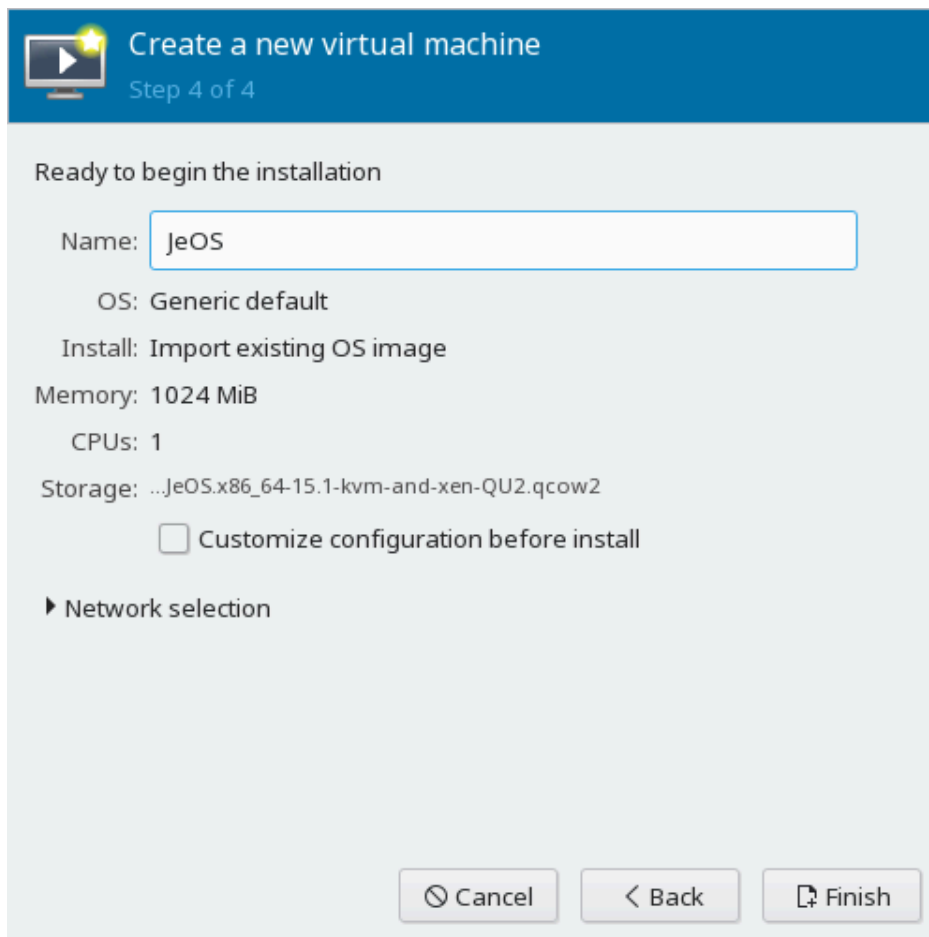 Create a new virtual machine
Step 4 of 4
Ready to begin the installation
Name: JeOS
OS: Generic default
Install: Import existing OS image
Memory: 1024 MiB
CPUs: 1
Storage: ...JeOS.x86_64-15.1-kvm-and-xen-QU2.qcow2
Customize configuration before install
Network selection
Cancel Back Finish